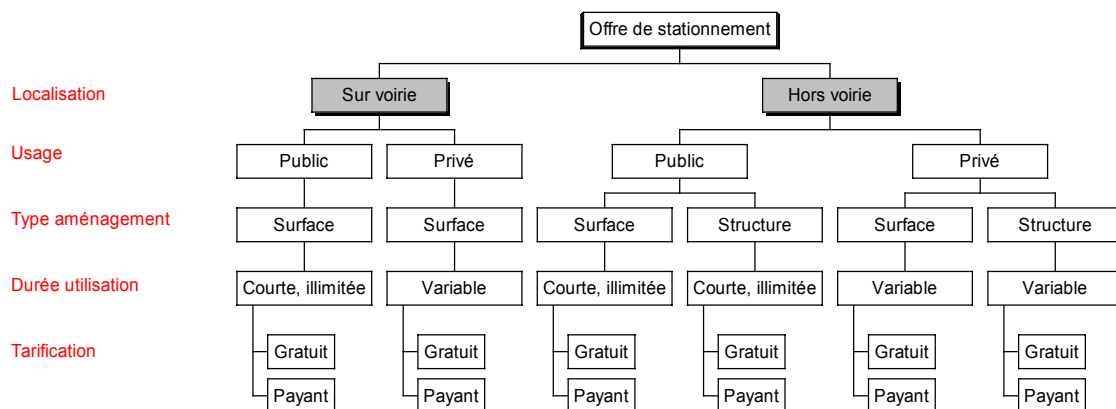 Offre de stationnement
Localisation Sur voirie Hors voirie
Usage Public Privé Public Privé
Type aménagement Surface Surface Surface Structure Surface Structure
Durée utilisation Courte, illimitée Variable Courte, illimitée Courte, illimitée Variable Variable
Tarification Gratuit Gratuit Gratuit Gratuit Gratuit Gratuit
Payant Payant Payant Payant Payant Payant